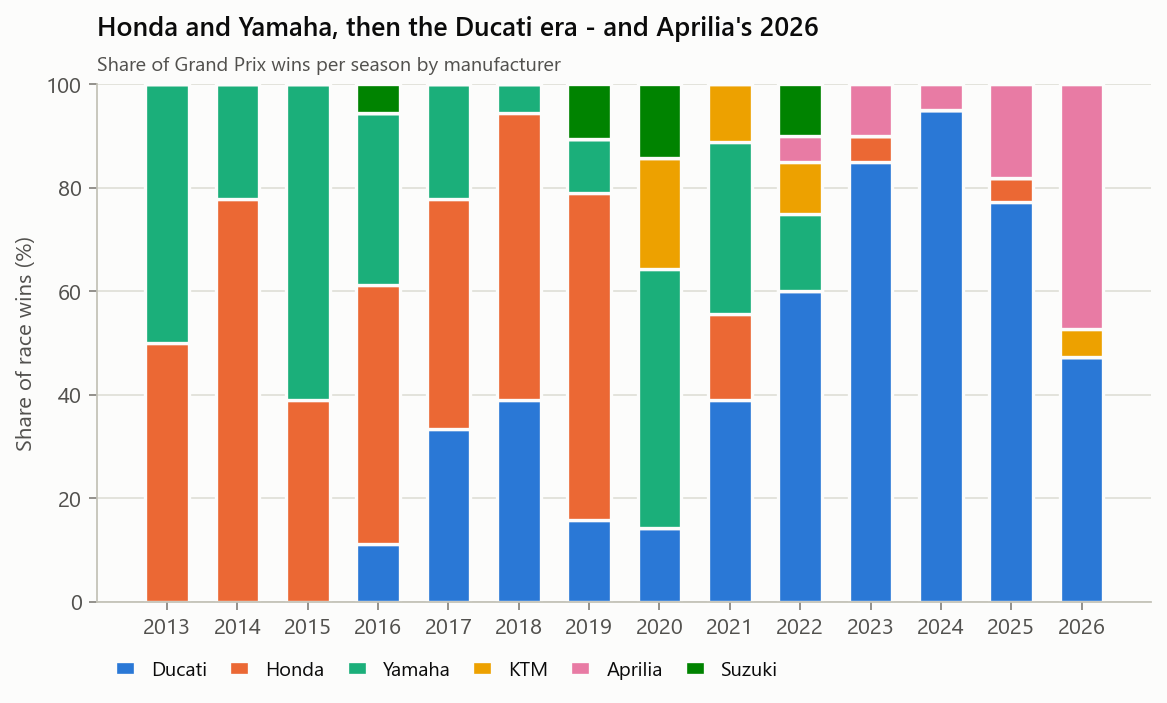 Honda and Yamaha, then the Ducati era - and Aprilia's 2026
Share of Grand Prix wins per season by manufacturer
Share of race wins (%)
100
80
60
40
20
0
2013 2014 2015 2016 2017 2018 2019 2020 2021 2022 2023 2024 2025 2026
Ducati Honda Yamaha KTM Aprilia Suzuki